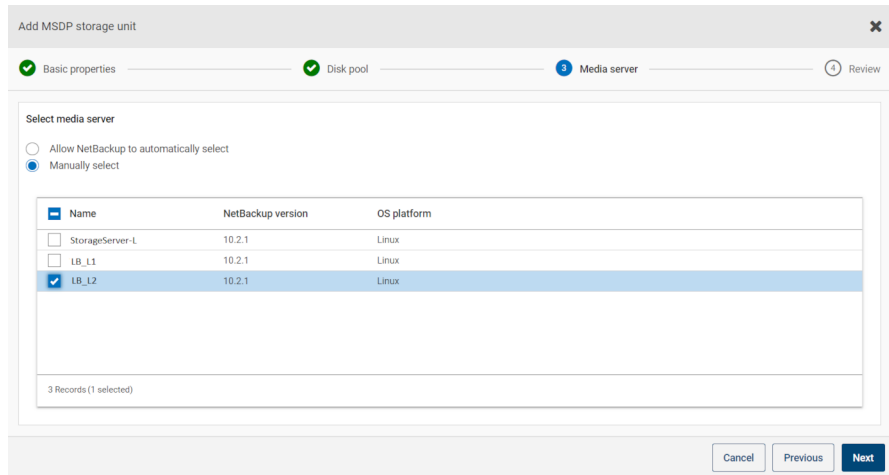 Add MSDP storage unit
Basic properties
Disk pool
3 Media server
4 Review
Select media server
Allow NetBackup to automatically select
Manually select
Name NetBackup version OS platform
StorageServer-L 10.2.1 Linux
LB_L1 10.2.1 Linux
LB_L2 10.2.1 Linux
3 Records (1 selected)
Cancel Previous Next